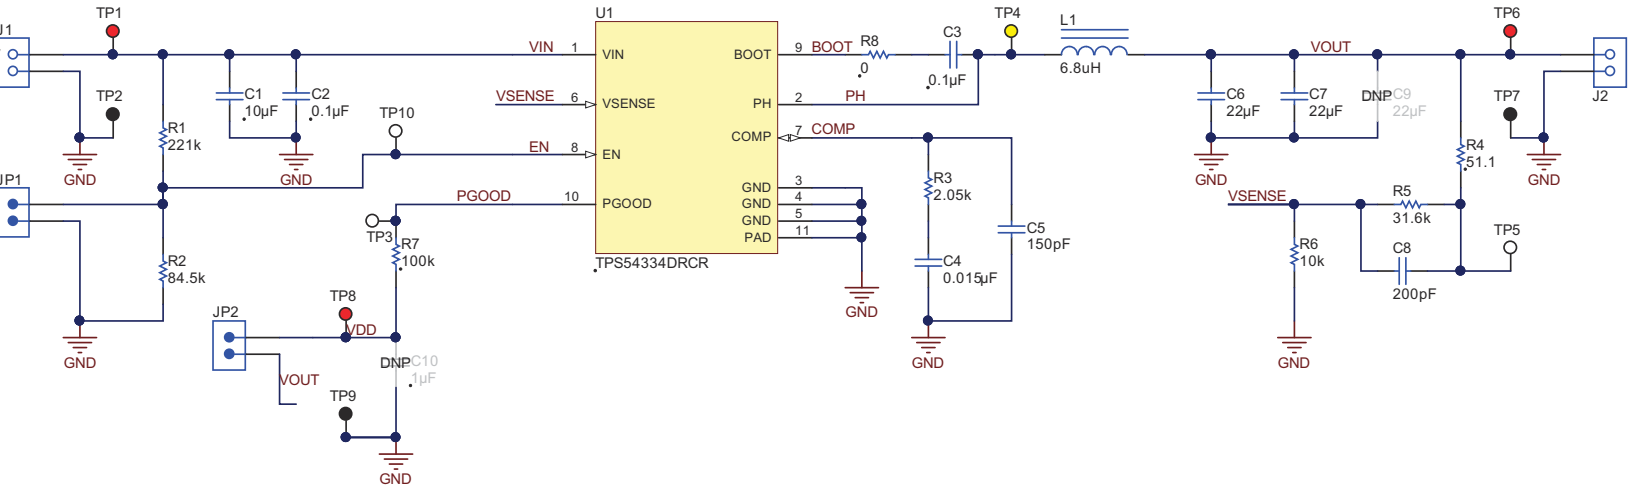 J1
TP1
TP2
VIN
C1
10µF
C2
0.1µF
R1
221k
GND
GND
TP10
EN
VSENSE
PGOOD
JP1
R2
84.5k
GND
TP3
R7
100k
JP2
TP8
VDD
VOUT
DNP
C10
1µF
TP9
GND
U1
1
VIN
6
VSENSE
8
EN
10
PGOOD
BOOT
9
PH
2
COMP
7
GND
3
GND
4
GND
5
PAD
11
TPS54334DRCR
BOOT
R8
0
C3
0.1µF
PH
COMP
TP4
L1
6.8uH
R3
2.05k
C4
0.015µF
C5
150pF
GND
GND
VOUT
C6
22µF
C7
22µF
DNP
C9
22µF
GND
TP6
TP7
J2
GND
R4
51.1
VSENSE
R5
31.6k
R6
10k
C8
200pF
TP5
GND